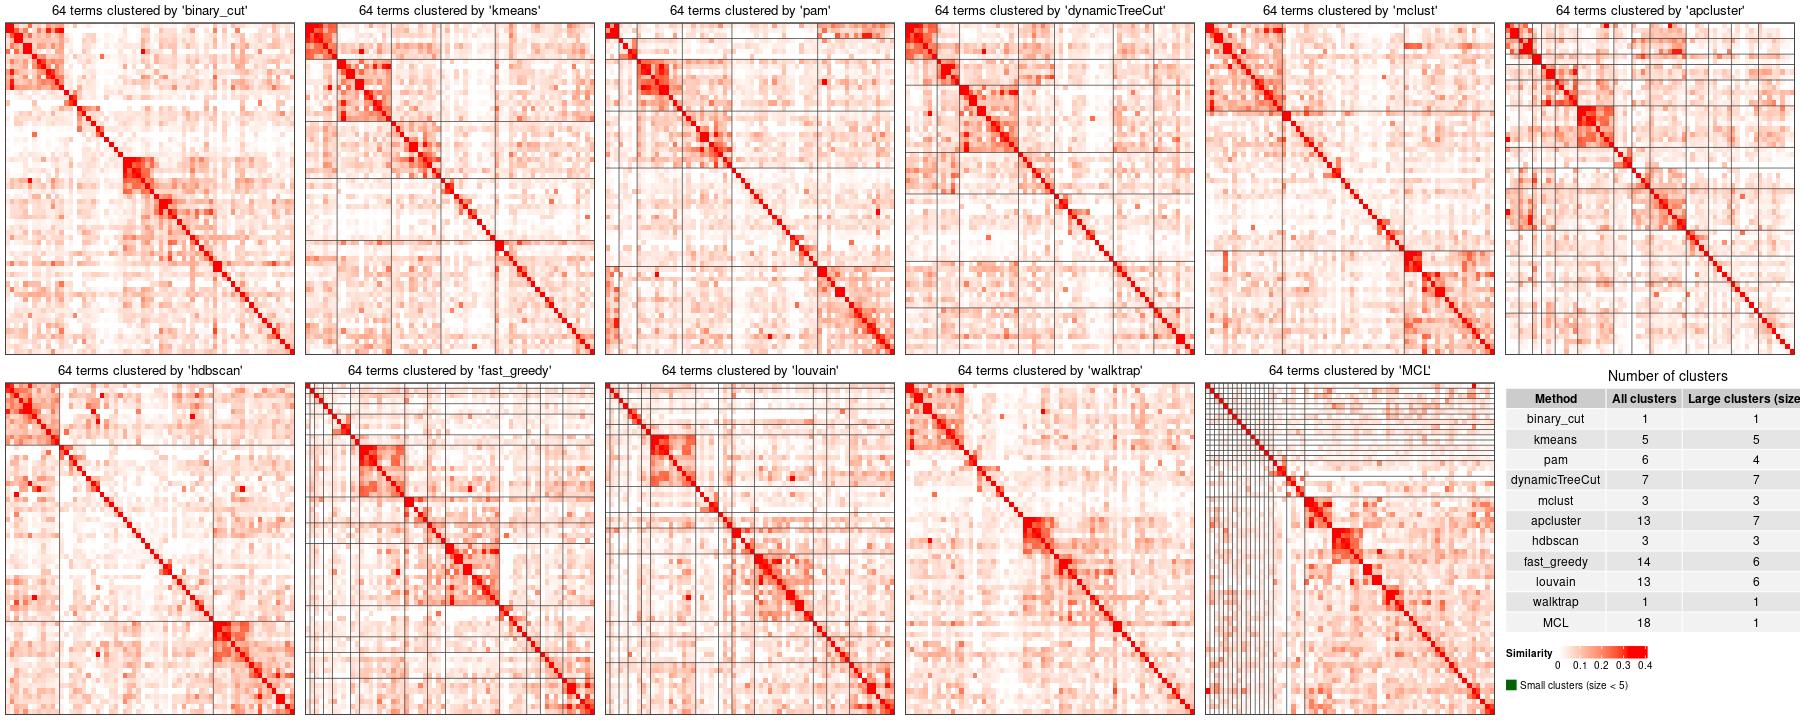 64 terms clustered by 'binary_cut'
64 terms clustered by 'kmeans'
64 terms clustered by 'pam'
64 terms clustered by 'dynamicTreeCut'
64 terms clustered by 'mclust'
64 terms clustered by 'apcluster'
64 terms clustered by 'hdbscan'
64 terms clustered by 'fast_greedy'
64 terms clustered by 'louvain'
64 terms clustered by 'walktrap'
64 terms clustered by 'MCL'
Number of clusters
Method All clusters Large clusters (size
binary_cut 1 1
kmeans 5 5
pam 6 4
dynamicTreeCut 7 7
mclust 3 3
apcluster 13 7
hdbscan 3 3
fast_greedy 14 6
louvain 13 6
walktrap 1 1
MCL 18 1
Similarity
0 0.1 0.2 0.3 0.4
Small clusters (size < 5)